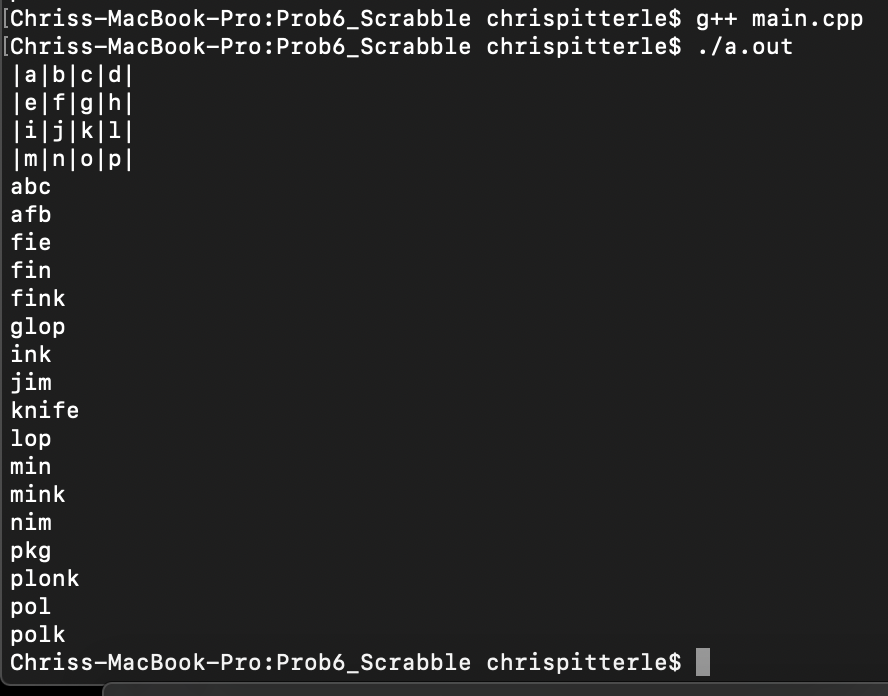 [Chriss-MacBook-Pro:Prob6_Scrabble chrispitterle$ g++ main.cpp
[Chriss-MacBook-Pro:Prob6_Scrabble chrispitterle$ ./a.out
|a|b|c|d|
|e|f|g|h|
|i|j|k|l|
|m|n|o|p|
abc
afb
fie
fin
fink
glop
ink
jim
knife
lop
min
mink
nim
pkg
plonk
pol
polk
Chriss-MacBook-Pro:Prob6_Scrabble chrispitterle$